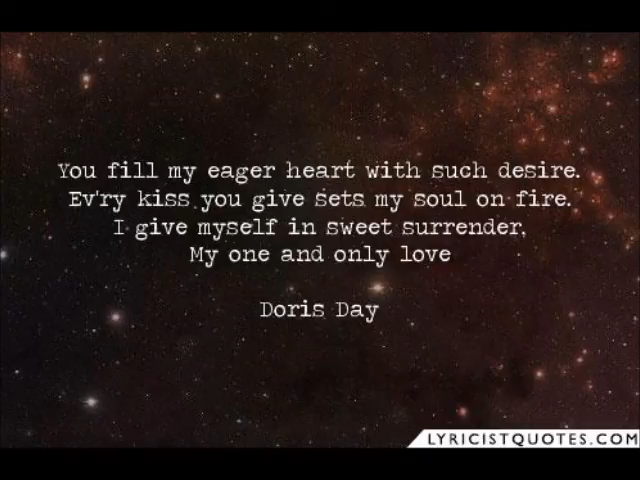 You fill my eager heart with such desire.
Ev'ry kiss you give sets my soul on fire.
I give myself in sweet surrender,
My one and only love
Doris Day
LYRICISTQUOTES.COM